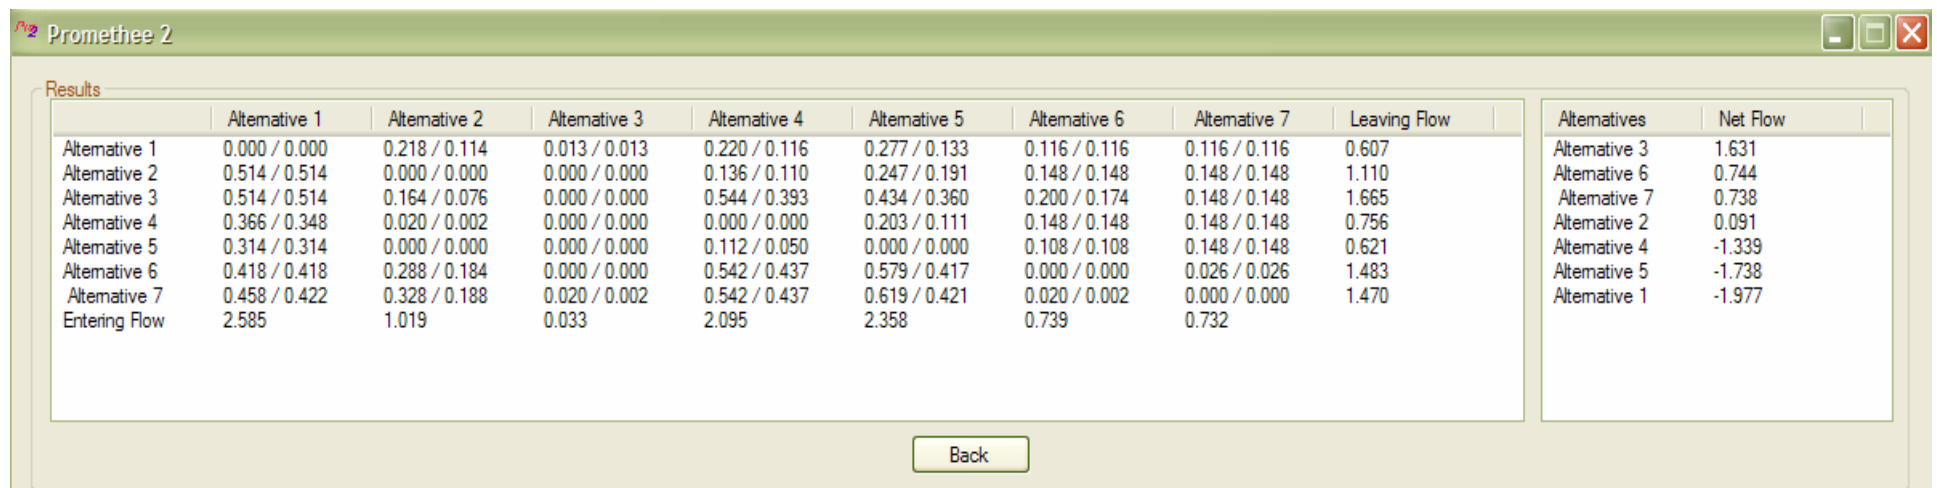 Pro2 Promethee 2
Results
Alternative 1 Alternative 2 Alternative 3 Alternative 4 Alternative 5 Alternative 6 Alternative 7 Leaving Flow Alternatives Net Flow
Alternative 1 0.000 / 0.000 0.218 / 0.114 0.013 / 0.013 0.220 / 0.116 0.277 / 0.133 0.116 / 0.116 0.116 / 0.116 0.607 Alternative 3 1.631
Alternative 2 0.514 / 0.514 0.000 / 0.000 0.000 / 0.000 0.136 / 0.110 0.247 / 0.191 0.148 / 0.148 0.148 / 0.148 1.110 Alternative 6 0.744
Alternative 3 0.514 / 0.514 0.164 / 0.076 0.000 / 0.000 0.544 / 0.393 0.434 / 0.360 0.200 / 0.174 0.148 / 0.148 1.665 Alternative 7 0.738
Alternative 4 0.366 / 0.348 0.020 / 0.002 0.000 / 0.000 0.000 / 0.000 0.203 / 0.111 0.148 / 0.148 0.148 / 0.148 0.756 Alternative 2 0.091
Alternative 5 0.314 / 0.314 0.000 / 0.000 0.000 / 0.000 0.112 / 0.050 0.000 / 0.000 0.108 / 0.108 0.148 / 0.148 0.621 Alternative 4 -1.339
Alternative 6 0.418 / 0.418 0.288 / 0.184 0.000 / 0.000 0.542 / 0.437 0.579 / 0.417 0.000 / 0.000 0.026 / 0.026 1.483 Alternative 5 -1.738
Alternative 7 0.458 / 0.422 0.328 / 0.188 0.020 / 0.002 0.542 / 0.437 0.619 / 0.421 0.020 / 0.002 0.000 / 0.000 1.470 Alternative 1 -1.977
Entering Flow 2.585 1.019 0.033 2.095 2.358 0.739 0.732
Back